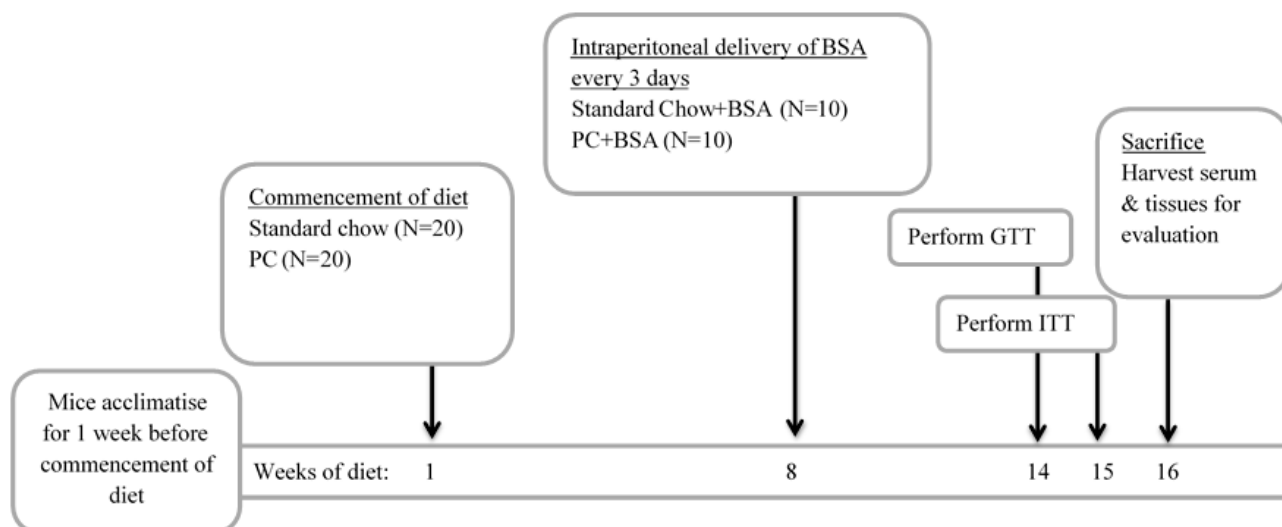 Intraperitoneal delivery of BSA
every 3 days
Standard Chow+BSA (N=10)
PC+BSA (N=10)
Sacrifice
Harvest serum
& tissues for
evaluation
Commencement of diet
Standard chow (N=20)
PC (N=20)
Perform GTT
Perform ITT
Mice acclimatise
for 1 week before
commencement of
diet
Weeks of diet: 1 8 14 15 16